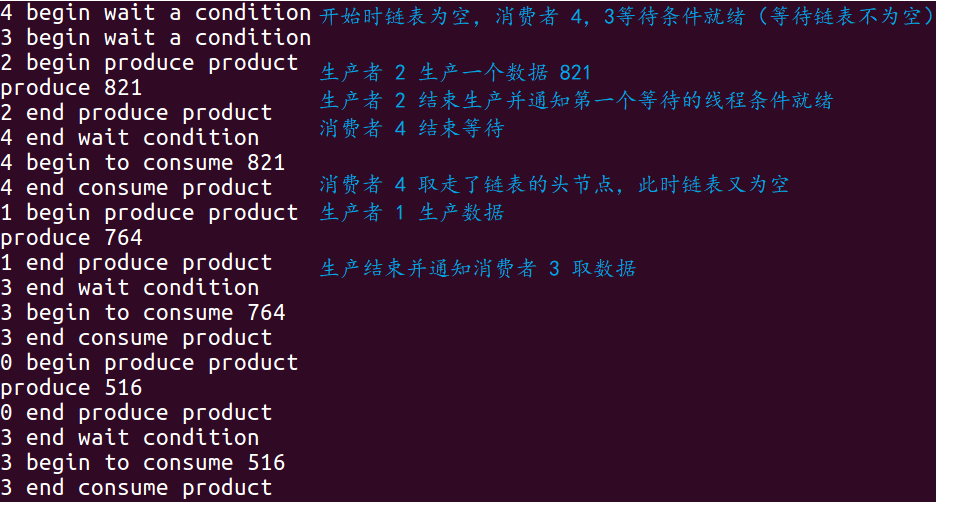 4 begin wait a condition 开始时链表为空，消费者 4，3等待条件就绪（等待链表不为空）
3 begin wait a condition
2 begin produce product 生产者 2 生产一个数据 821
produce 821 生产者 2 结束生产并通知第一个等待的线程条件就绪
2 end produce product 消费者 4 结束等待
4 end wait condition
4 begin to consume 821 消费者 4 取走了链表的头节点，此时链表又为空
4 end consume product
1 begin produce product 生产者 1 生产数据
produce 764
1 end produce product 生产结束并通知消费者 3 取数据
3 end wait condition
3 begin to consume 764
3 end consume product
0 begin produce product
produce 516
0 end produce product
3 end wait condition
3 begin to consume 516
3 end consume product